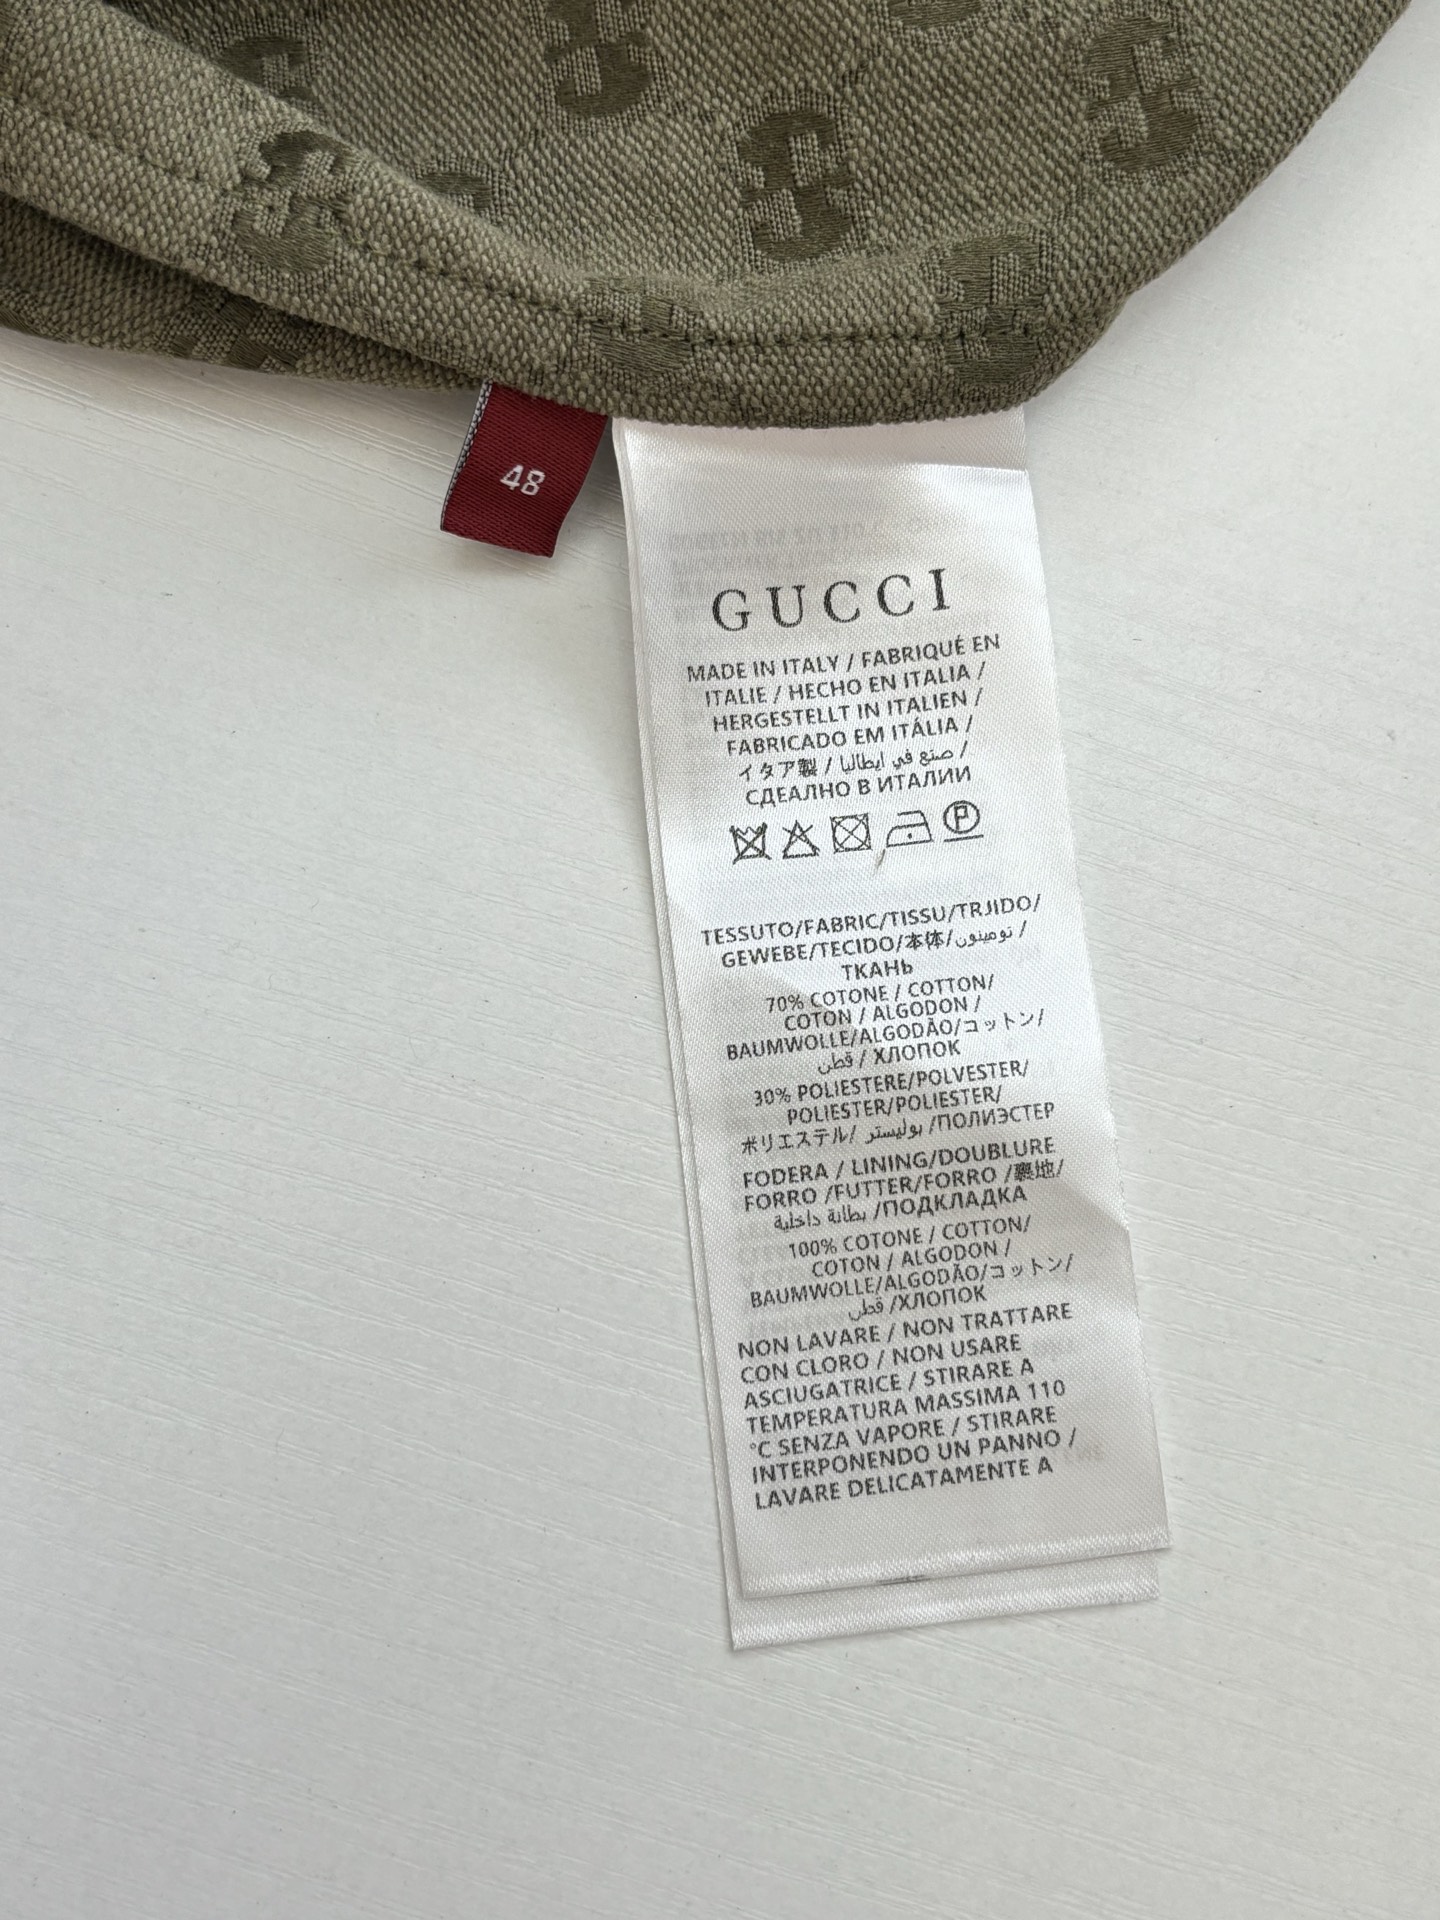 48
GUCCI
MADE IN ITALY / FABRIQUÉ EN
ITALIE / HECHO EN ITALIA /
HERGESTELLT IN ITALIEN /
FABRICADO EM ITÁLIA /
イタア製 / صنع في ايطاليا /
СДЕАЛНО В ИТАЛИИ
P
TESSUTO/FABRIC/TISSU/TRJIDO/
GEWEBE/TECIDO/本体/نومينون /
ТКАНЬ
70% COTONE / COTTON/
COTON / ALGODON /
BAUMWOLLE/ALGODÃO/コットン/
قطن / ХЛОПОК
30% POLIESTERE/POLVESTER/
POLIESTER/POLIESTER/
ポリエステル/ بوليستر /ПОЛИЭСТЕР
FODERA / LINING/DOUBLURE
FORRO /FUTTER/FORRO /裏地/
بطانة داخلية /ПОДКЛАДКА
100% COTONE / COTTON/
COTON / ALGODON /
BAUMWOLLE/ALGODÃO/コットン/
قطن /ХЛОПОК
NON LAVARE / NON TRATTARE
CON CLORO / NON USARE
ASCIUGATRICE / STIRARE A
TEMPERATURA MASSIMA 110
°C SENZA VAPORE / STIRARE
INTERPONENDO UN PANNO /
LAVARE DELICATAMENTE A